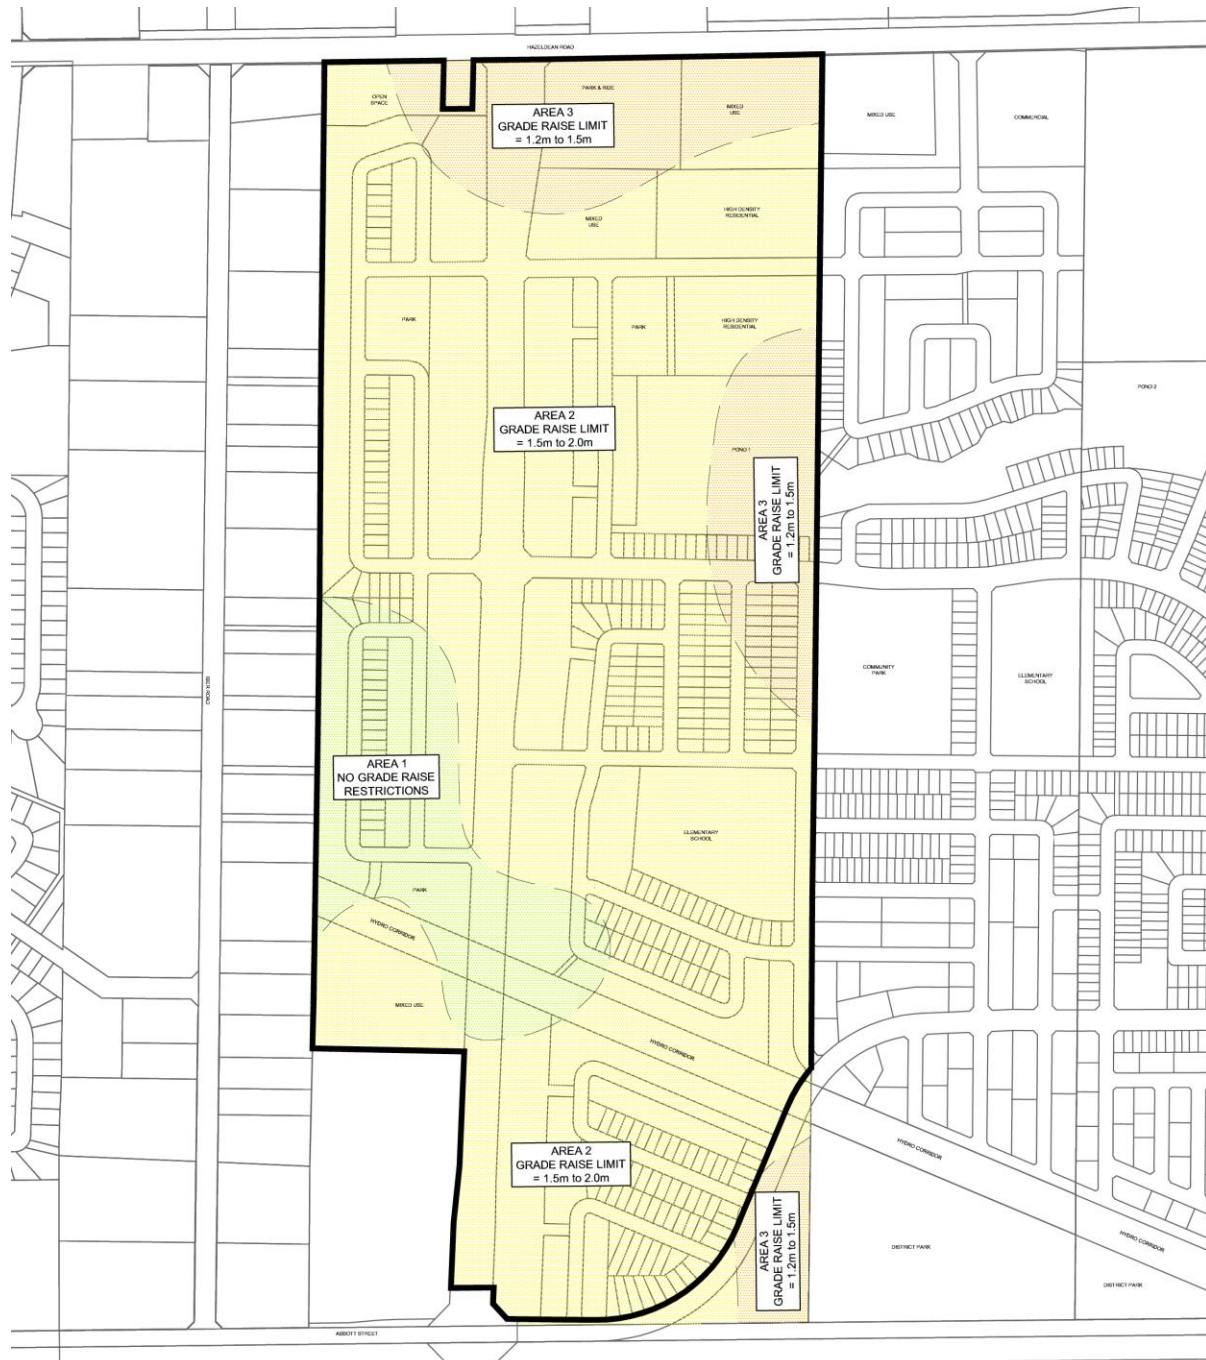 HAZELDEAN ROAD
OPEN
SPACE
PARK & RIDE
MIXED
USE
MIXED USE
COMMERCIAL
AREA 3
GRADE RAISE LIMIT
= 1.2m to 1.5m
HIGH DENSITY
RESIDENTIAL
MIXED
USE
PARK
PARK
HIGH DENSITY
RESIDENTIAL
POND 2
AREA 2
GRADE RAISE LIMIT
= 1.5m to 2.0m
POND 1
AREA 3
GRADE RAISE LIMIT
= 1.2m to 1.5m
COMMUNITY
PARK
ELEMENTARY
SCHOOL
AREA 1
NO GRADE RAISE
RESTRICTIONS
ELEMENTARY
SCHOOL
PARK
HYDRO CORRIDOR
MIXED USE
HYDRO CORRIDOR
HYDRO CORRIDOR
AREA 2
GRADE RAISE LIMIT
= 1.5m to 2.0m
AREA 3
GRADE RAISE LIMIT
= 1.2m to 1.5m
DISTRICT PARK
HYDRO CORRIDOR
DISTRICT PARK
ABBOTT STREET